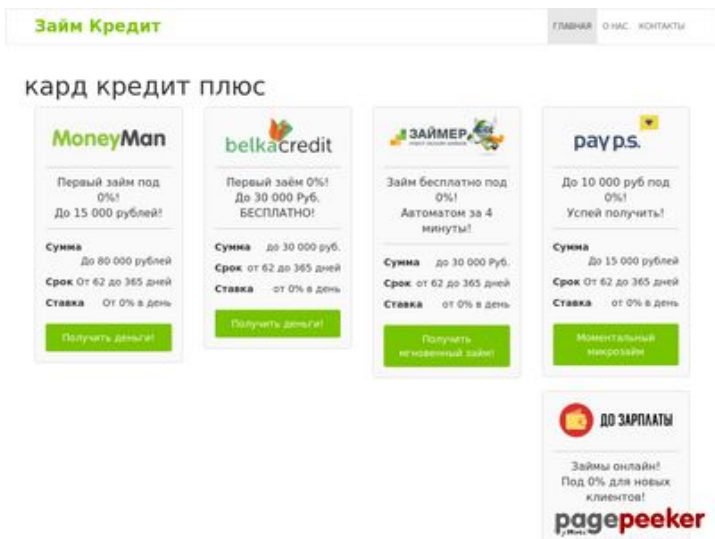 Займ Кредит
ГЛАВНАЯ О НАС КОНТАКТЫ
кард кредит плюс
MoneyMan
Первый займ под
0%!
До 15 000 рублей!
Сумма
До 80 000 рублей
Срок От 62 до 365 дней
Ставка От 0% в день
Получить деньги!
belkacredit
Первый заём 0%!
До 30 000 Руб.
БЕСПЛАТНО!
Сумма до 30 000 руб.
Срок от 62 до 365 дней
Ставка от 0% в день
Получить деньги!
ЗАЙМЕР
Займ бесплатно под
0%!
Автоматом за 4
минуты!
Сумма до 30 000 Руб.
Срок от 62 до 365 дней
Ставка от 0% в день
Получить
мгновенный займ!
pay p.s.
До 10 000 руб под
0%!
Успей получить!
Сумма
До 15 000 рублей
Срок От 62 до 365 дней
Ставка от 0% в день
Моментальный
микрозайм
ДО ЗАРПЛАТЫ
Займы онлайн!
Под 0% для новых
клиентов!
pagepeeker